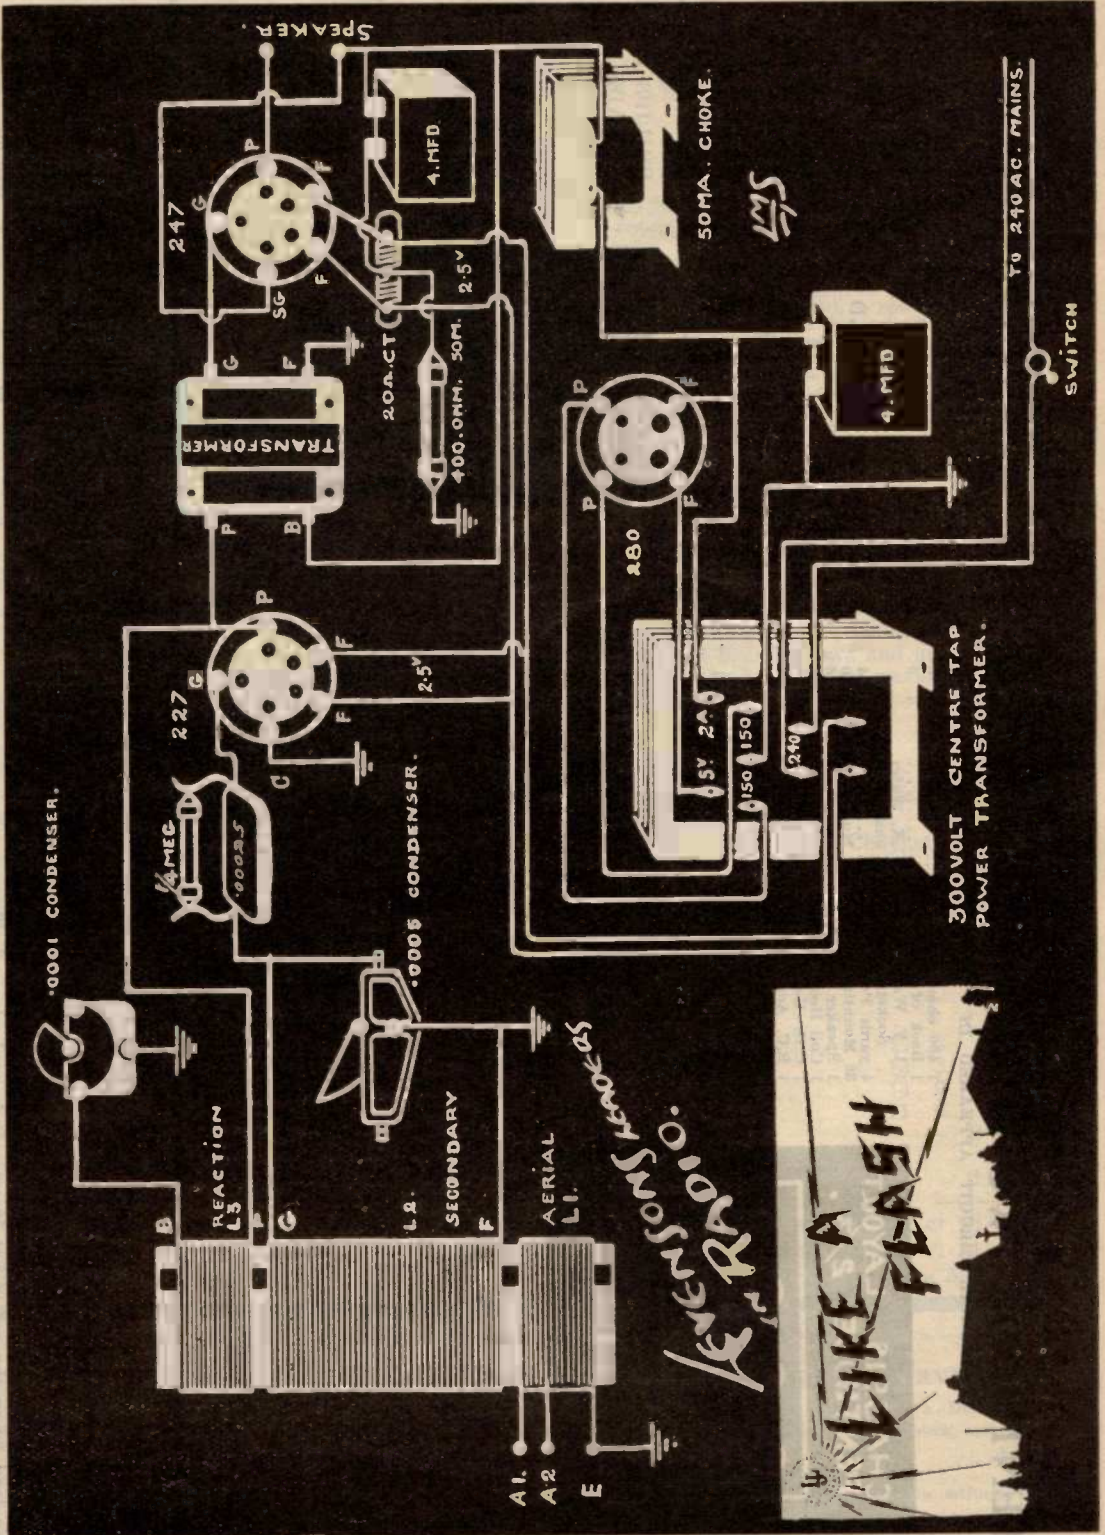 .0001 CONDENSER.
SPEAKER.
B
REACTION
L3
P
G
L2.
SECONDARY
F
AERIAL
L1.
A1.
A2
E
1/4 MEG
.00025
.0005 CONDENSER.
227
G
P
C
F
F
2.5V
P
B
TRANSFORMER
G
F
247
G
P
SG
F
F
20Ω.CT
2.5V
400.OHM. 50M.
4.MFD
50MA. CHOKE.
280
P
P
F
F
4.MFD
5V 2A
150 150
240
300 VOLT CENTRE TAP
POWER TRANSFORMER.
TO 240 AC. MAINS.
SWITCH
LEVENSONS LEADERS
IN RADIO.
LIKE A
FLASH